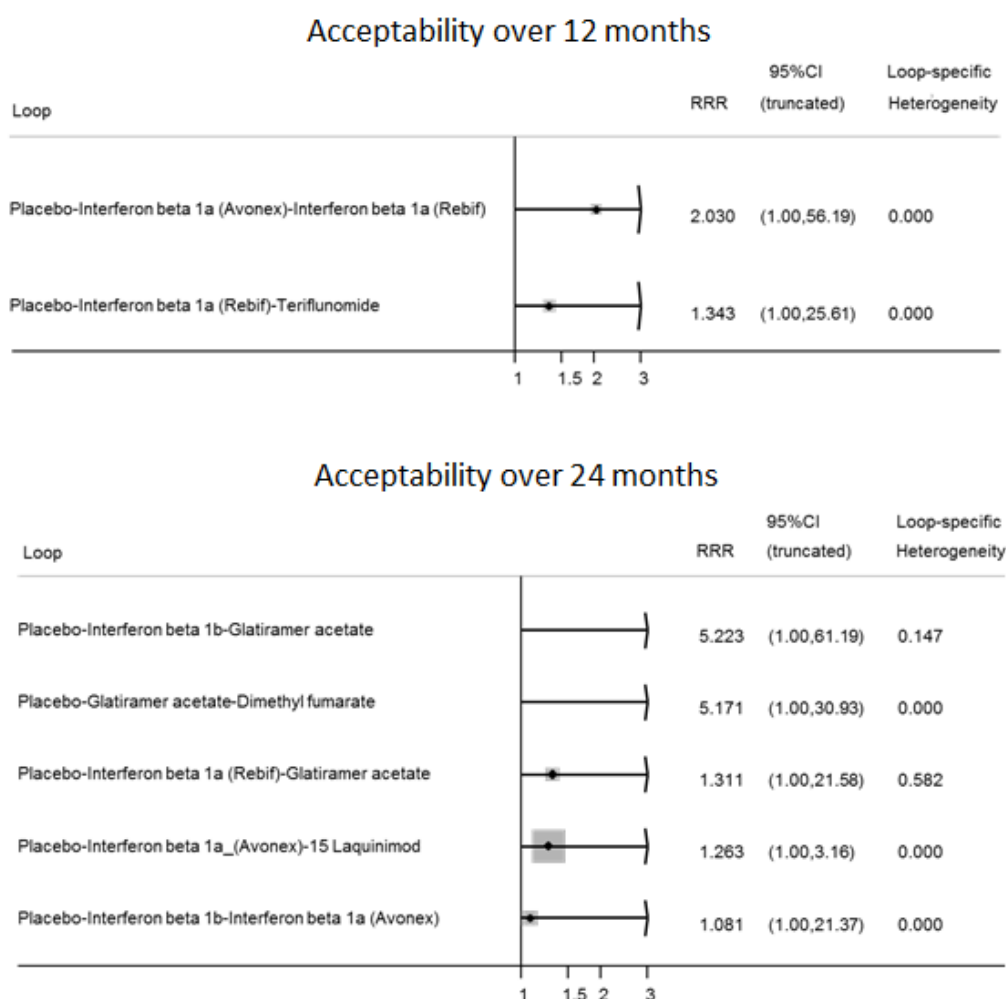 Acceptability over 12 months
95%CI Loop-specific
Loop RRR (truncated) Heterogeneity
Placebo-Interferon beta 1a (Avonex)-Interferon beta 1a (Rebif) 2.030 (1.00,56.19) 0.000
Placebo-Interferon beta 1a (Rebif)-Teriflunomide 1.343 (1.00,25.61) 0.000
1 1.5 2 3
Acceptability over 24 months
95%CI Loop-specific
Loop RRR (truncated) Heterogeneity
Placebo-Interferon beta 1b-Glatiramer acetate 5.223 (1.00,61.19) 0.147
Placebo-Glatiramer acetate-Dimethyl fumarate 5.171 (1.00,30.93) 0.000
Placebo-Interferon beta 1a (Rebif)-Glatiramer acetate 1.311 (1.00,21.58) 0.582
Placebo-Interferon beta 1a_(Avonex)-15 Laquinimod 1.263 (1.00,3.16) 0.000
Placebo-Interferon beta 1b-Interferon beta 1a (Avonex) 1.081 (1.00,21.37) 0.000
1 1.5 2 3